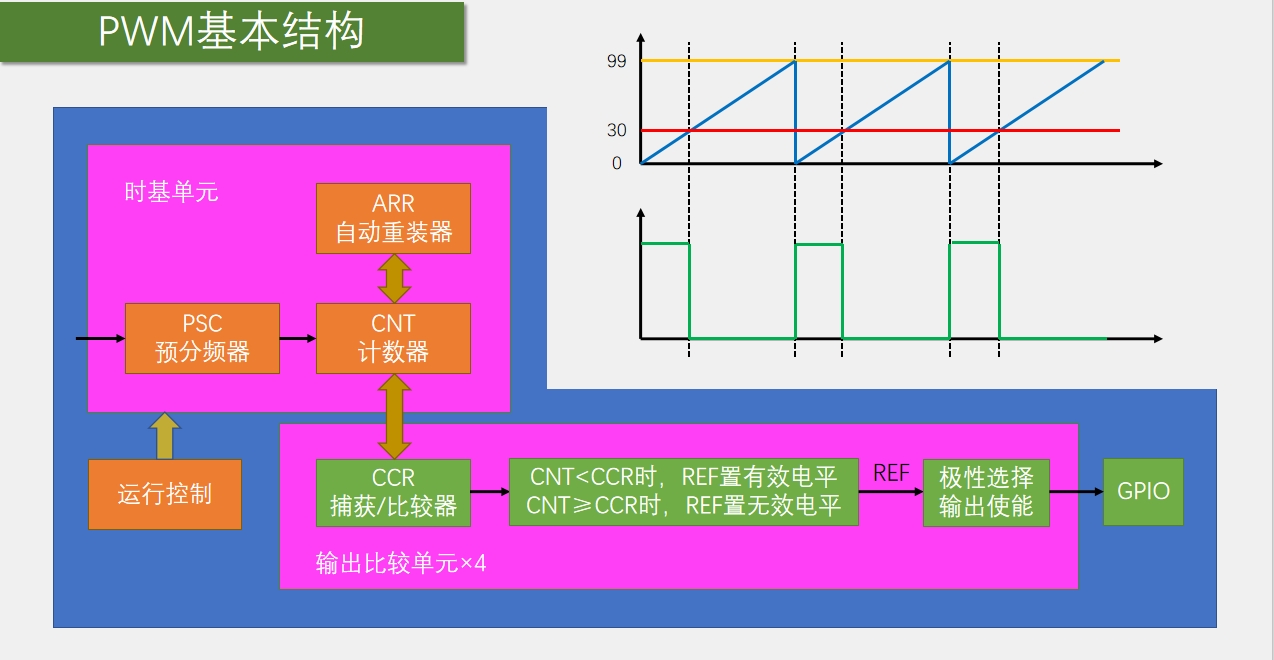 PWM基本结构
99
30
0
时基单元
ARR
自动重装器
PSC
预分频器
CNT
计数器
运行控制
CCR
捕获/比较器
CNT<CCR时，REF置有效电平
CNT≥CCR时，REF置无效电平
REF
极性选择
输出使能
GPIO
输出比较单元×4